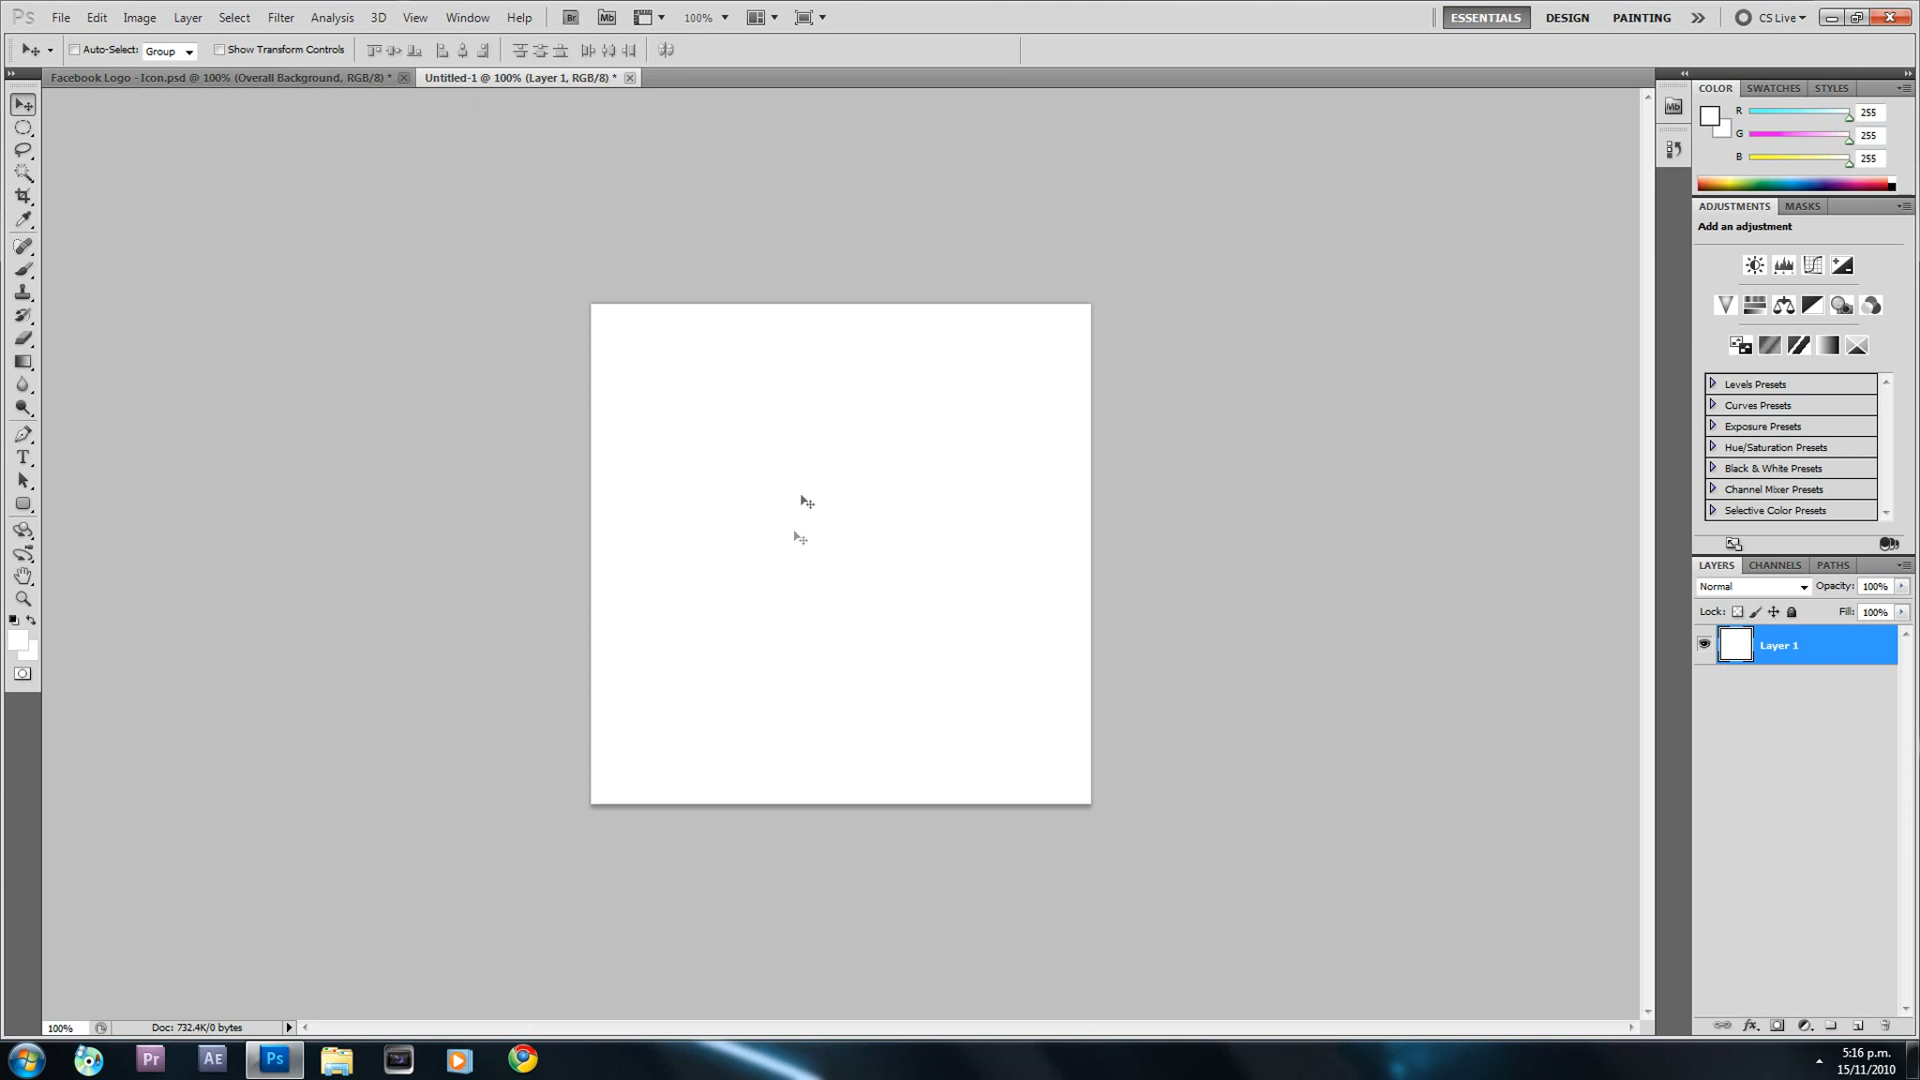 Ps File Edit Image Layer Select Filter Analysis 3D View Window Help Br Mb 100% ESSENTIALS DESIGN PAINTING CS Live
Auto-Select: Group Show Transform Controls
Facebook Logo - Icon.psd @ 100% (Overall Background, RGB/8) * Untitled-1 @ 100% (Layer 1, RGB/8) *
Mb
COLOR SWATCHES STYLES
R 255
G 255
B 255
ADJUSTMENTS MASKS
Add an adjustment
Levels Presets
Curves Presets
Exposure Presets
Hue/Saturation Presets
Black & White Presets
Channel Mixer Presets
Selective Color Presets
LAYERS CHANNELS PATHS
Normal Opacity: 100%
Lock: Fill: 100%
Layer 1
T
fx
100% Doc: 732.4K/0 bytes
Pr AE Ps
5:16 p.m.
15/11/2010